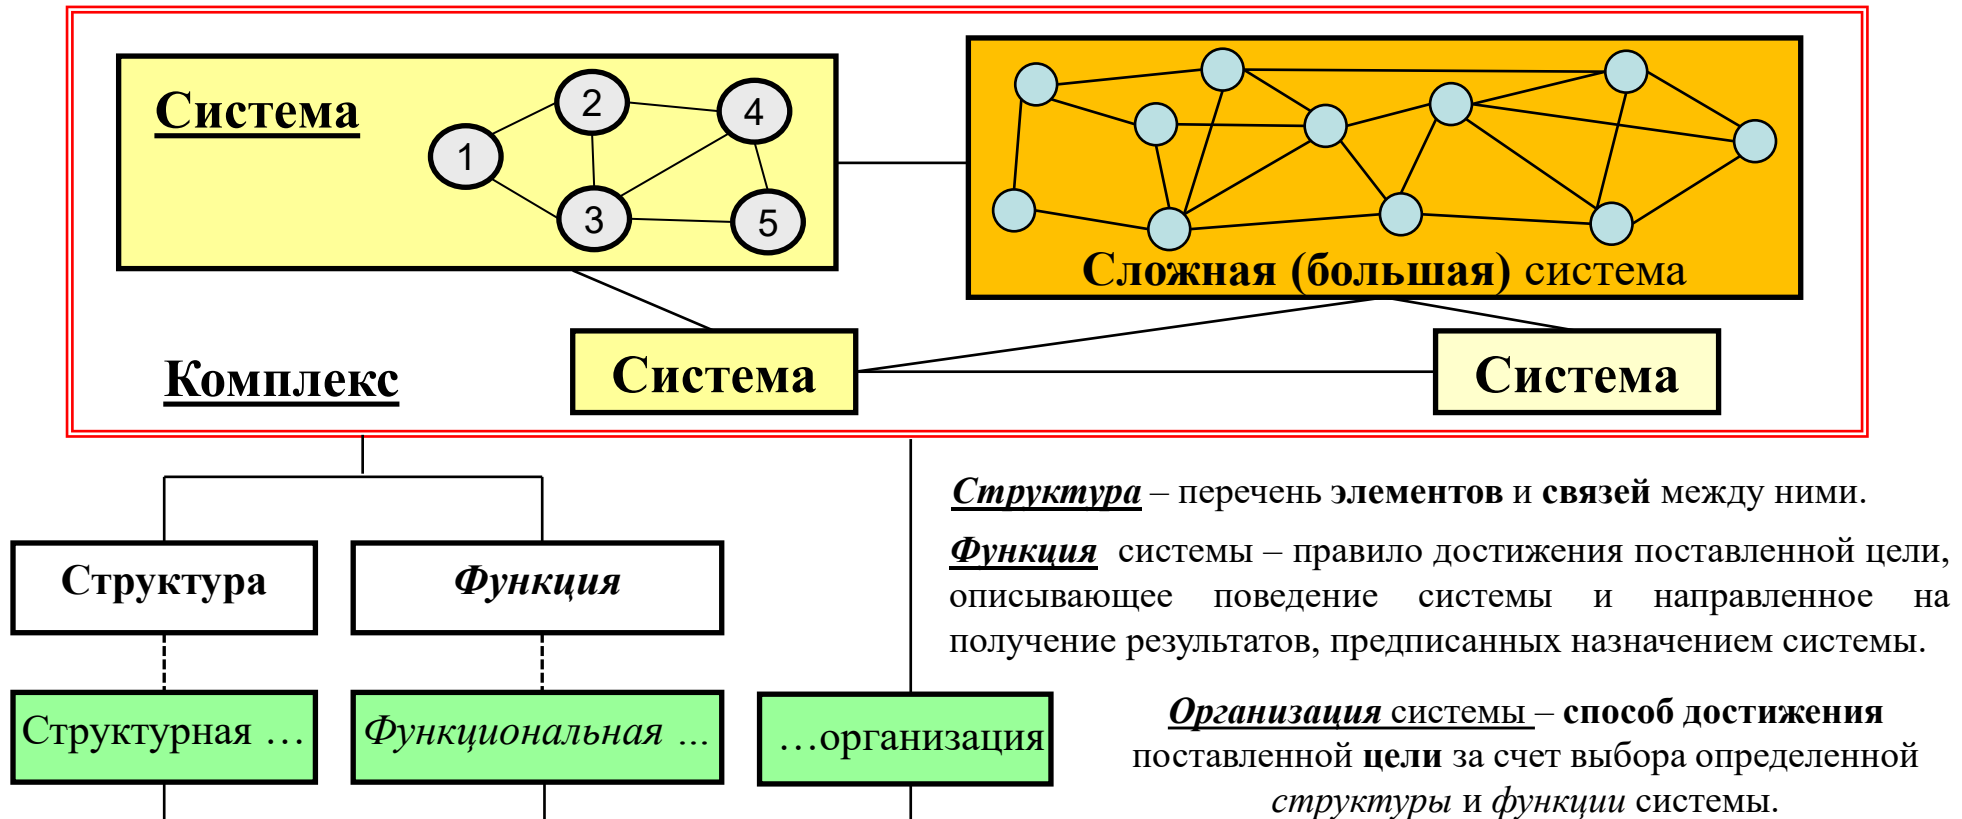 Система
2
4
1
3
5
Сложная (большая) система
Комплекс
Система
Система
Структура – перечень элементов и связей между ними.
Функция системы – правило достижения поставленной цели,
описывающее поведение системы и направленное на
получение результатов, предписанных назначением системы.
Структура
Функция
Структурная …
Функциональная …
…организация
Организация системы – способ достижения
поставленной цели за счет выбора определенной
структуры и функции системы.